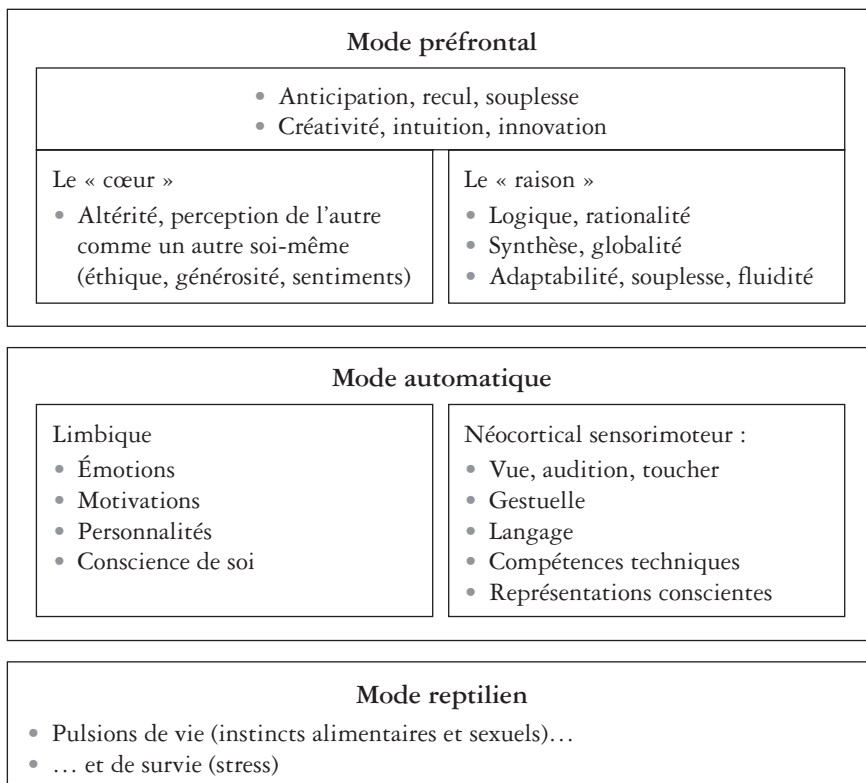 Mode préfrontal
• Anticipation, recul, souplesse
• Créativité, intuition, innovation
Le « cœur »
• Altérité, perception de l’autre
comme un autre soi-même
(éthique, générosité, sentiments)
Le « raison »
• Logique, rationalité
• Synthèse, globalité
• Adaptabilité, souplesse, fluidité
Mode automatique
Limbique
• Émotions
• Motivations
• Personnalités
• Conscience de soi
Néocortical sensorimoteur :
• Vue, audition, toucher
• Gestuelle
• Langage
• Compétences techniques
• Représentations conscientes
Mode reptilien
• Pulsions de vie (instincts alimentaires et sexuels)…
• … et de survie (stress)